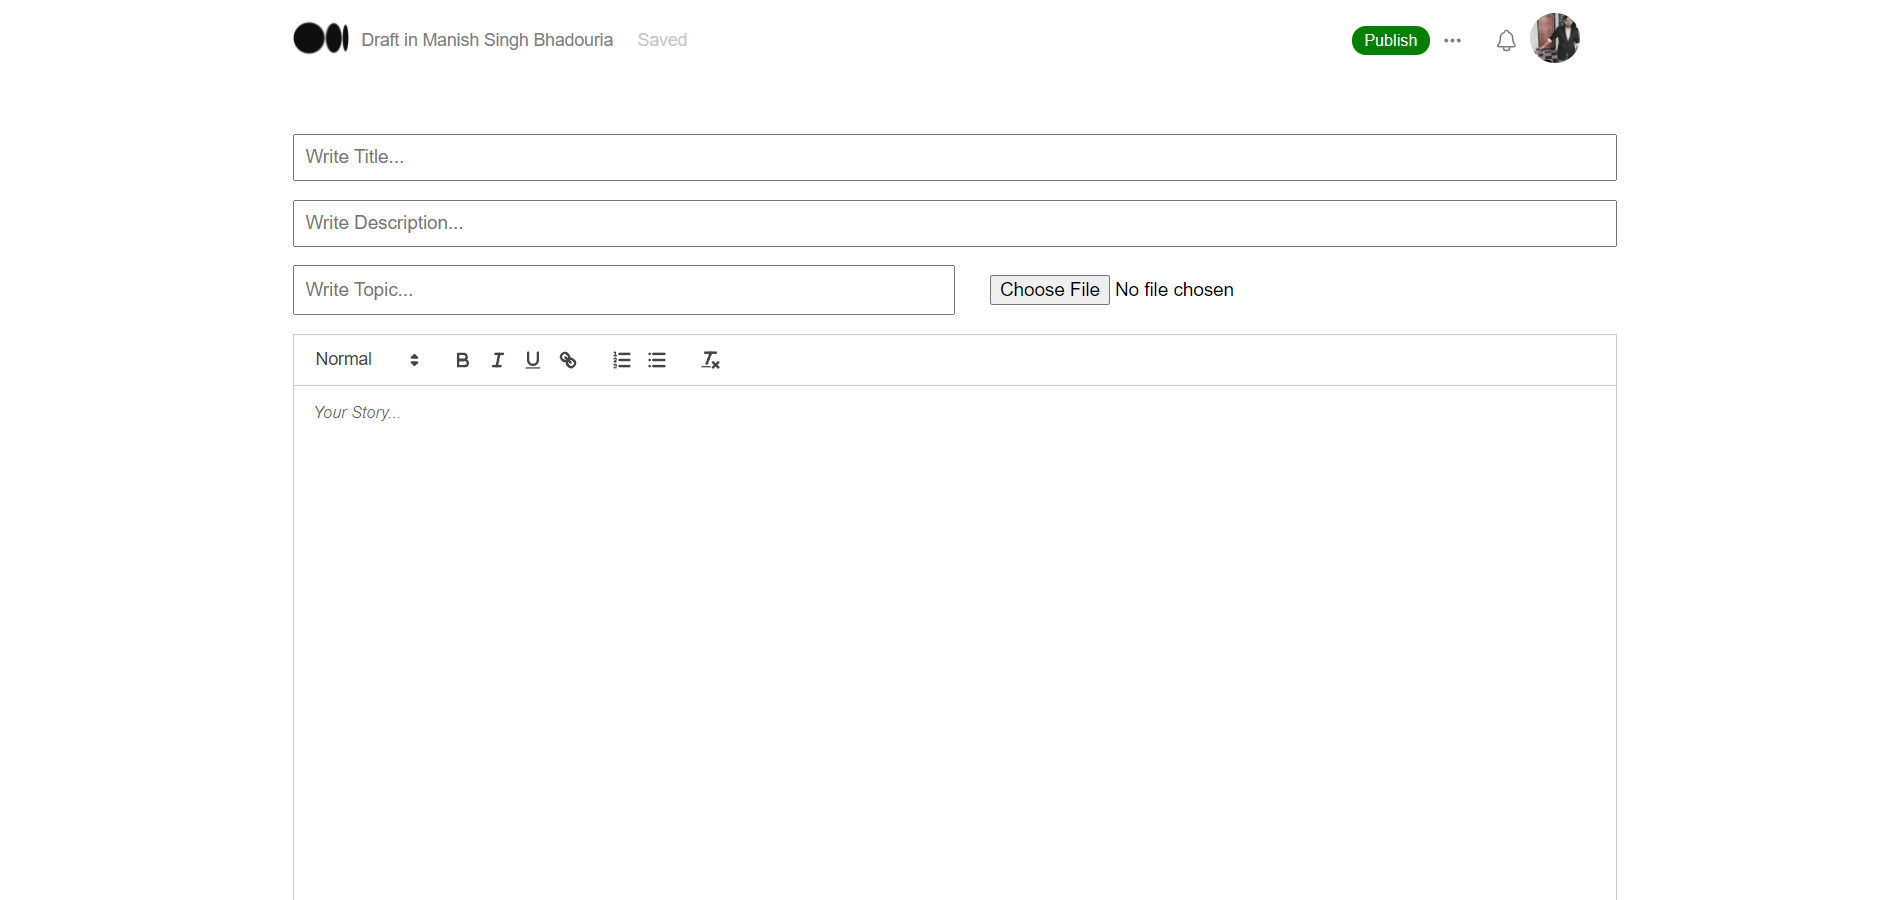 Draft in Manish Singh Bhadouria Saved Publish
Write Title...
Write Description...
Write Topic... Choose File No file chosen
Normal
Your Story...